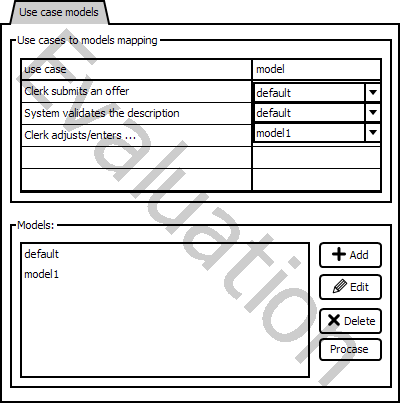 Use case models
Use cases to models mapping
use case model
Clerk submits an offer default
System validates the description default
Clerk adjusts/enters ... model1
Models:
default
model1
Add
Edit
Delete
Procase
Evaluation